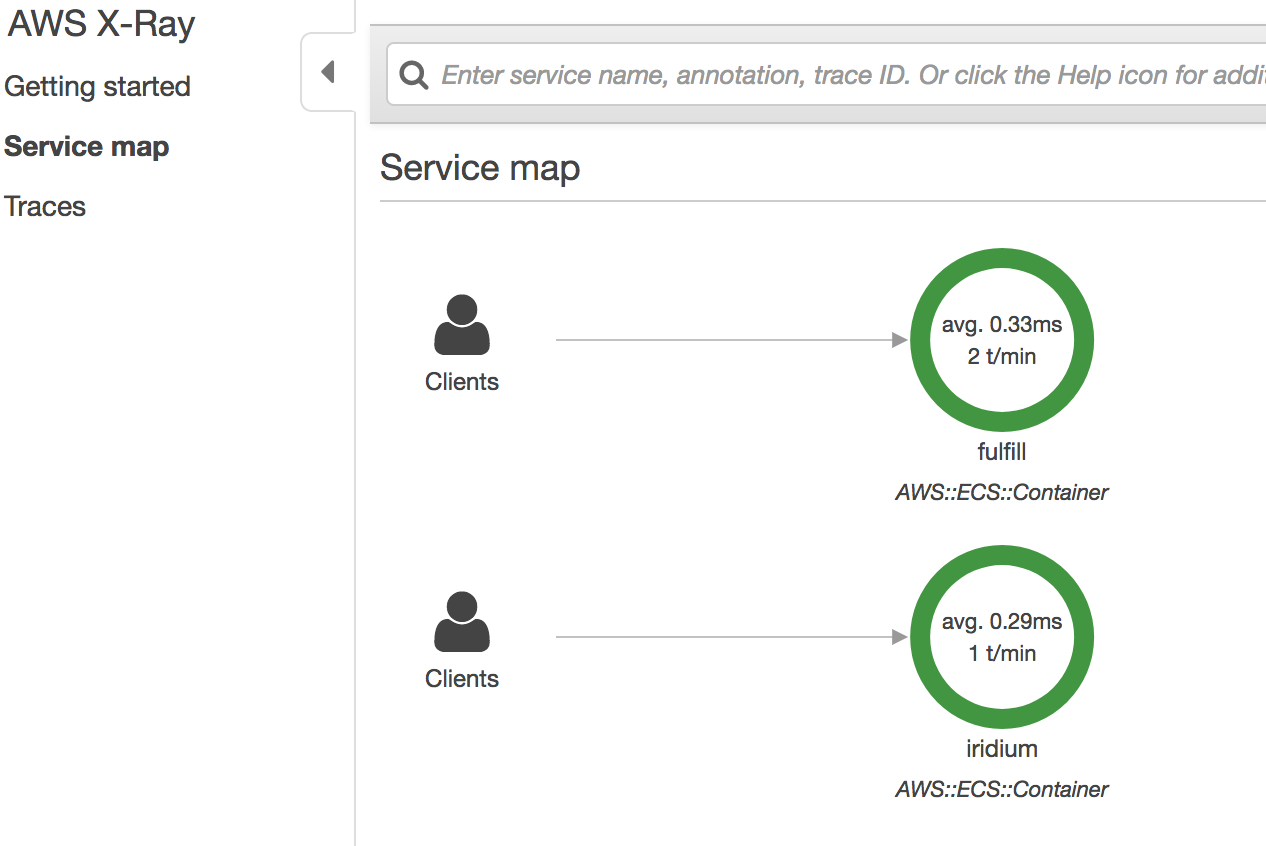 AWS X-Ray
Getting started
Service map
Traces
Enter service name, annotation, trace ID. Or click the Help icon for addit
Service map
Clients
avg. 0.33ms
2 t/min
fulfill
AWS::ECS::Container
Clients
avg. 0.29ms
1 t/min
iridium
AWS::ECS::Container